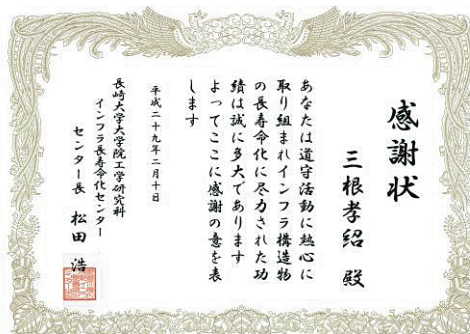 感謝状
三根孝紹 殿
あなたは道守活動に熱心に
取り組まれインフラ構造物
の長寿命化に尽力された功
績は誠に多大であります
よってここに感謝の意を表
します
平成二十九年二月十日
長崎大学大学院工学研究科
インフラ長寿命化センター
センター長 松田 浩